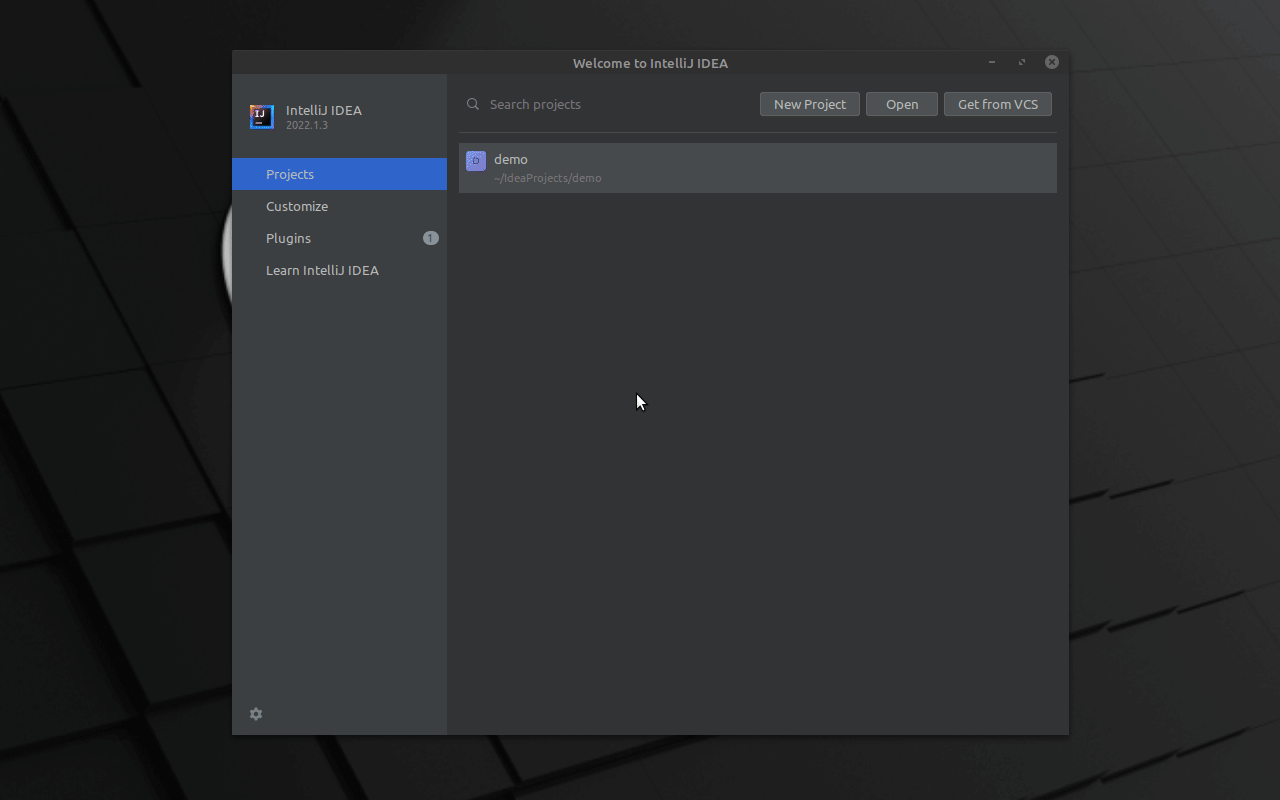 Welcome to IntelliJ IDEA
IJ
IntelliJ IDEA
2022.1.3
Projects
Customize
Plugins
1
Learn IntelliJ IDEA
Search projects
New Project
Open
Get from VCS
D
demo
~/IdeaProjects/demo